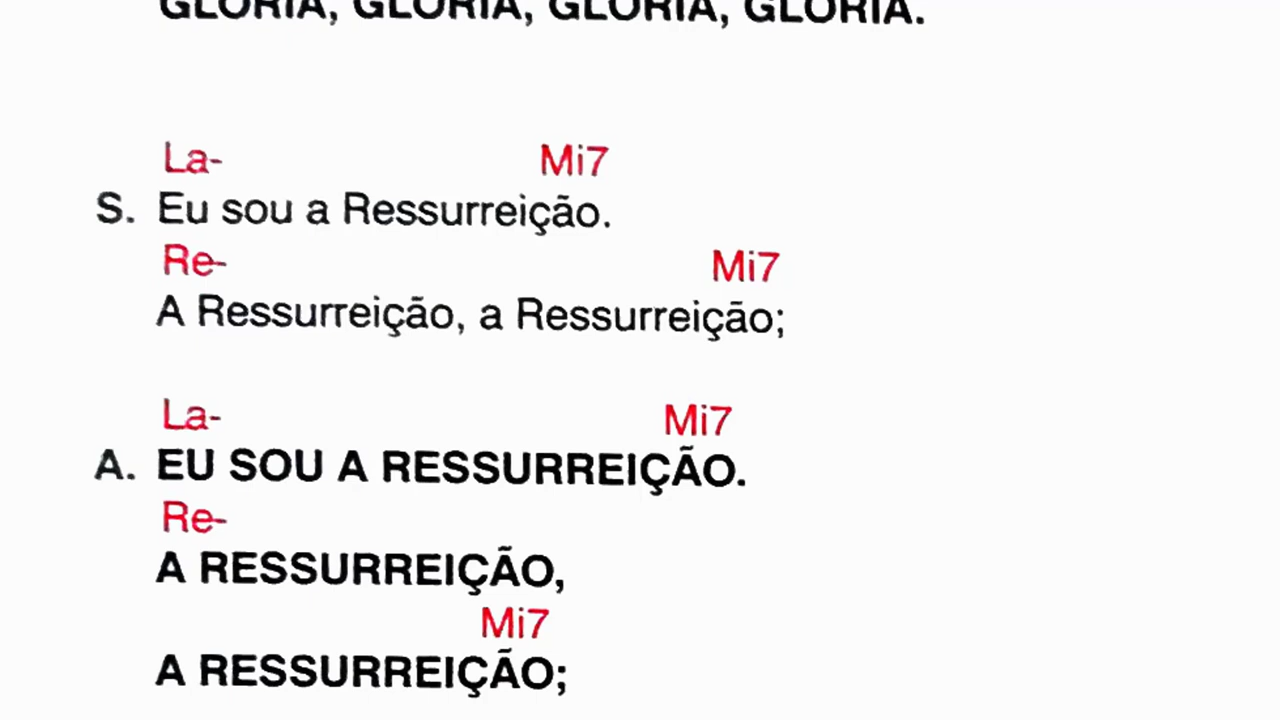 GLORIA, GLORIA, GLORIA, GLORIA.
La- Mi7
S. Eu sou a Ressurreição.
Re- Mi7
A Ressurreição, a Ressurreição;
La- Mi7
A. EU SOU A RESSURREIÇÃO.
Re-
A RESSURREIÇÃO,
Mi7
A RESSURREIÇÃO;